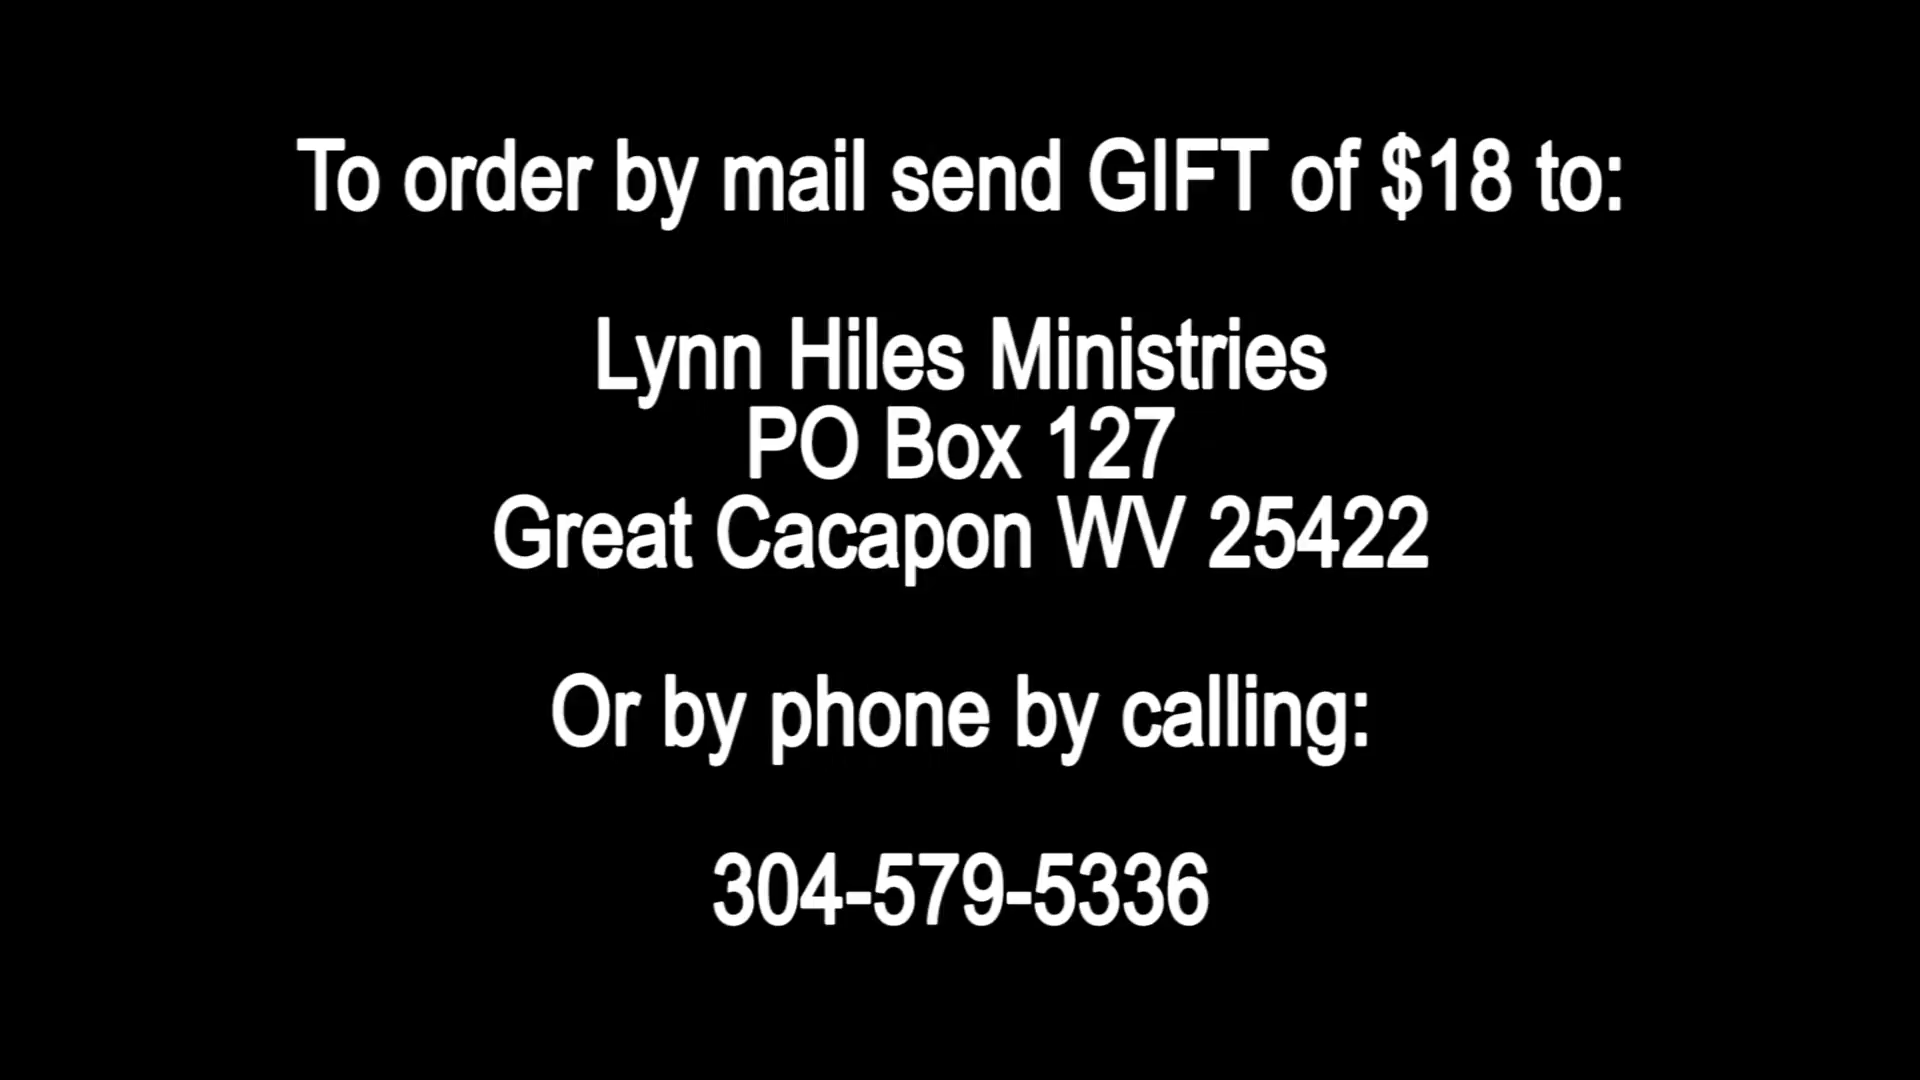 To order by mail send GIFT of $18 to:
Lynn Hiles Ministries
PO Box 127
Great Cacapon WV 25422
Or by phone by calling:
304-579-5336